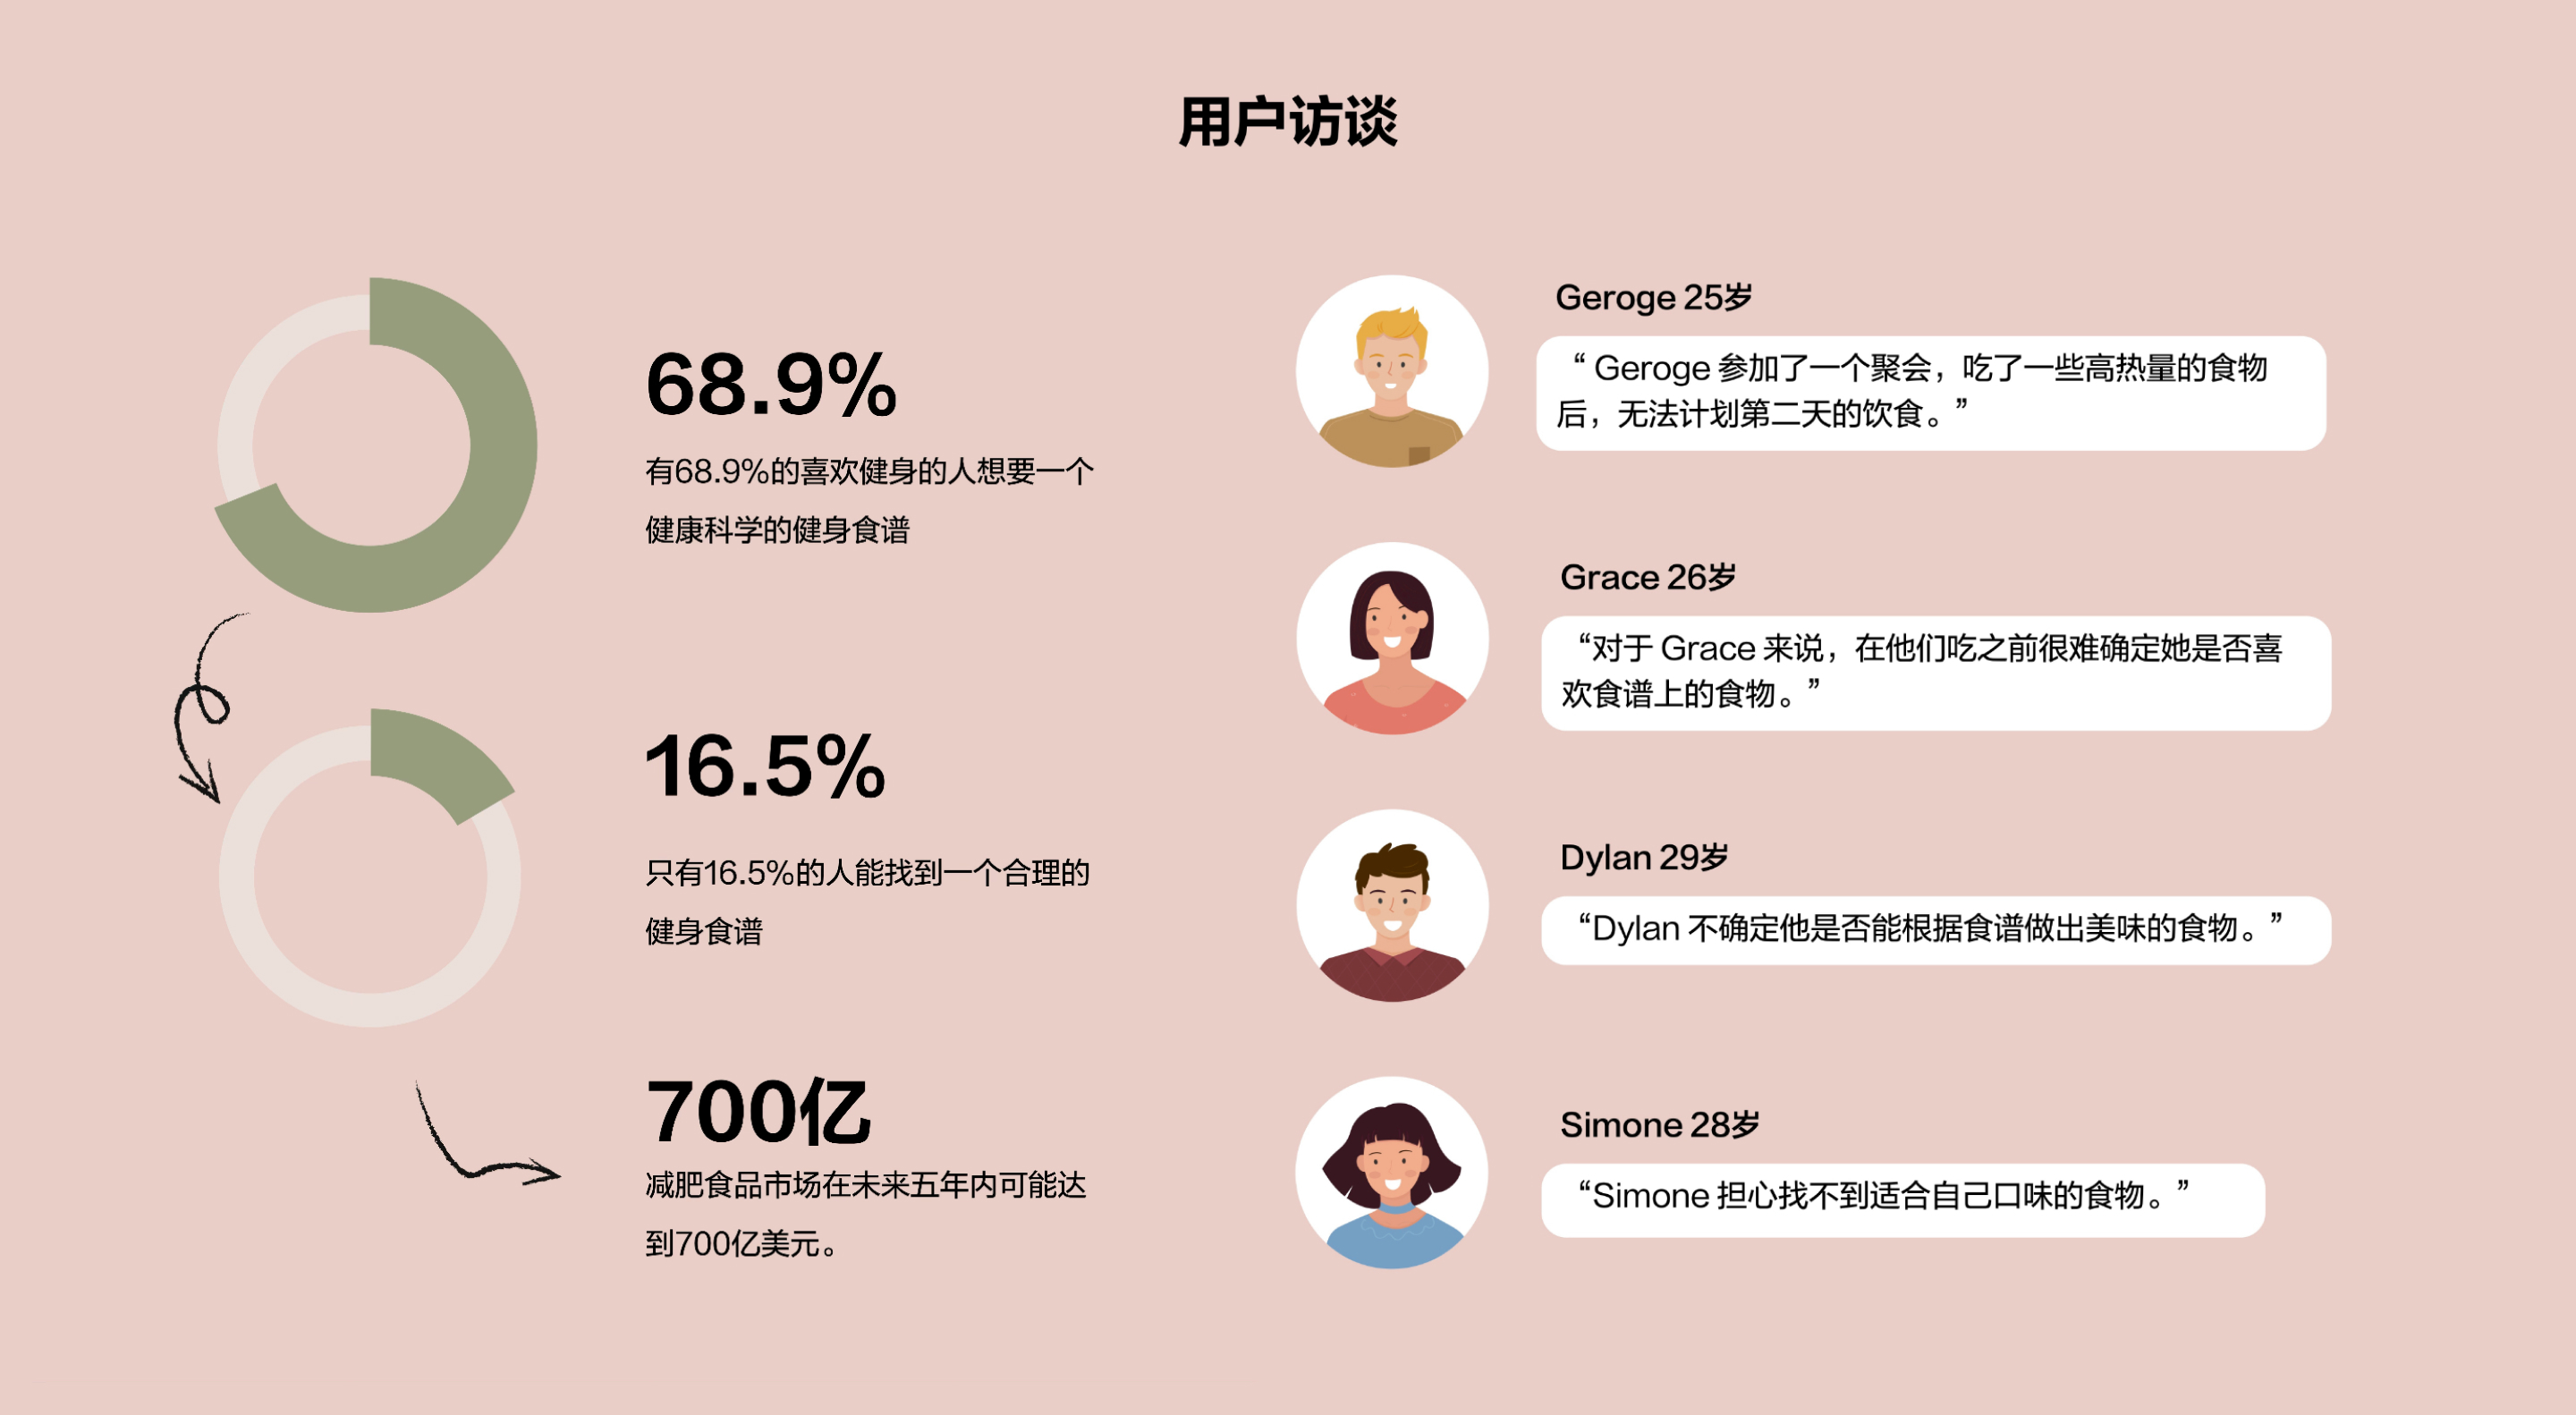 用户访谈
68.9%
有68.9%的喜欢健身的人想要一个
健康科学的健身食谱
16.5%
只有16.5%的人能找到一个合理的
健身食谱
700亿
减肥食品市场在未来五年内可能达
到700亿美元。
Geroge 25岁
“ Geroge 参加了一个聚会，吃了一些高热量的食物
后，无法计划第二天的饮食。”
Grace 26岁
“对于 Grace 来说，在他们吃之前很难确定她是否喜
欢食谱上的食物。”
Dylan 29岁
“Dylan 不确定他是否能根据食谱做出美味的食物。”
Simone 28岁
“Simone 担心找不到适合自己口味的食物。”